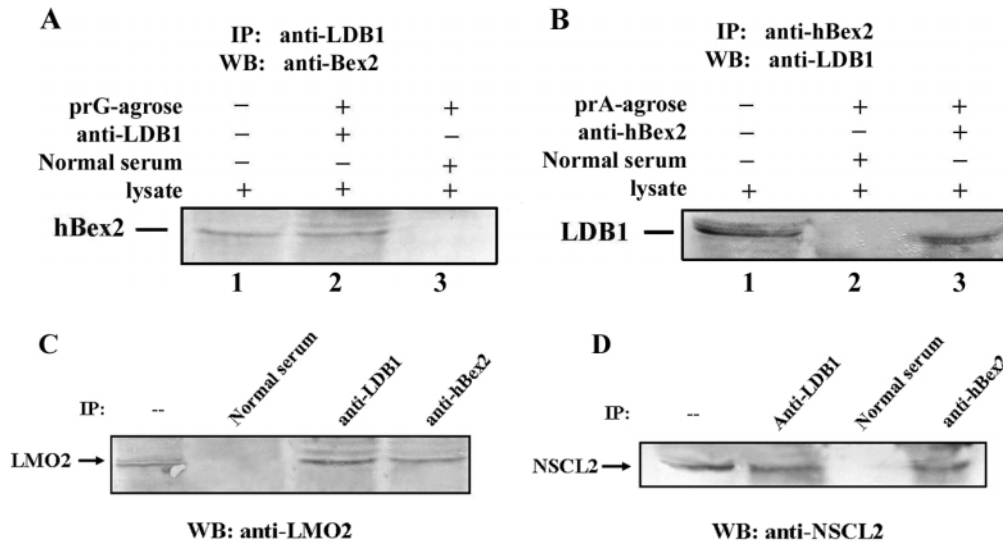 A
IP: anti-LDB1
WB: anti-Bex2
prG-agrose – + +
anti-LDB1 – + –
Normal serum – – +
lysate + + +
hBex2
1 2 3
B
IP: anti-hBex2
WB: anti-LDB1
prA-agrose – + +
anti-hBex2 – – +
Normal serum – + –
lysate + + +
LDB1
1 2 3
C
IP: -- Normal serum anti-LDB1 anti-hBex2
LMO2
WB: anti-LMO2
D
IP: -- Anti-LDB1 Normal serum anti-hBex2
NSCL2
WB: anti-NSCL2